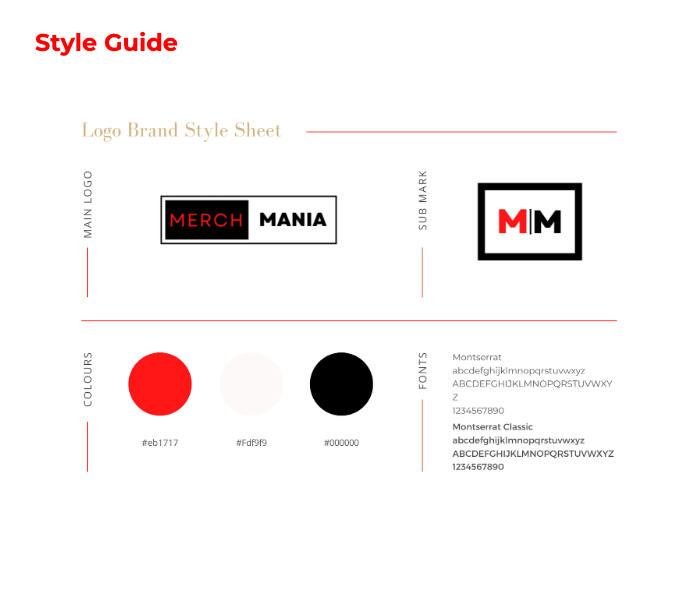 Style Guide
Logo Brand Style Sheet
MAIN LOGO
MERCH MANIA
SUB MARK
M|M
COLOURS
#eb1717
#Fdf9f9
#000000
FONTS
Montserrat
abcdefghijklmnopqrstuvwxyz
ABCDEFGHIJKLMNOPQRSTUVWXY
Z
1234567890
Montserrat Classic
abcdefghijklmnopqrstuvwxyz
ABCDEFGHIJKLMNOPQRSTUVWXYZ
1234567890